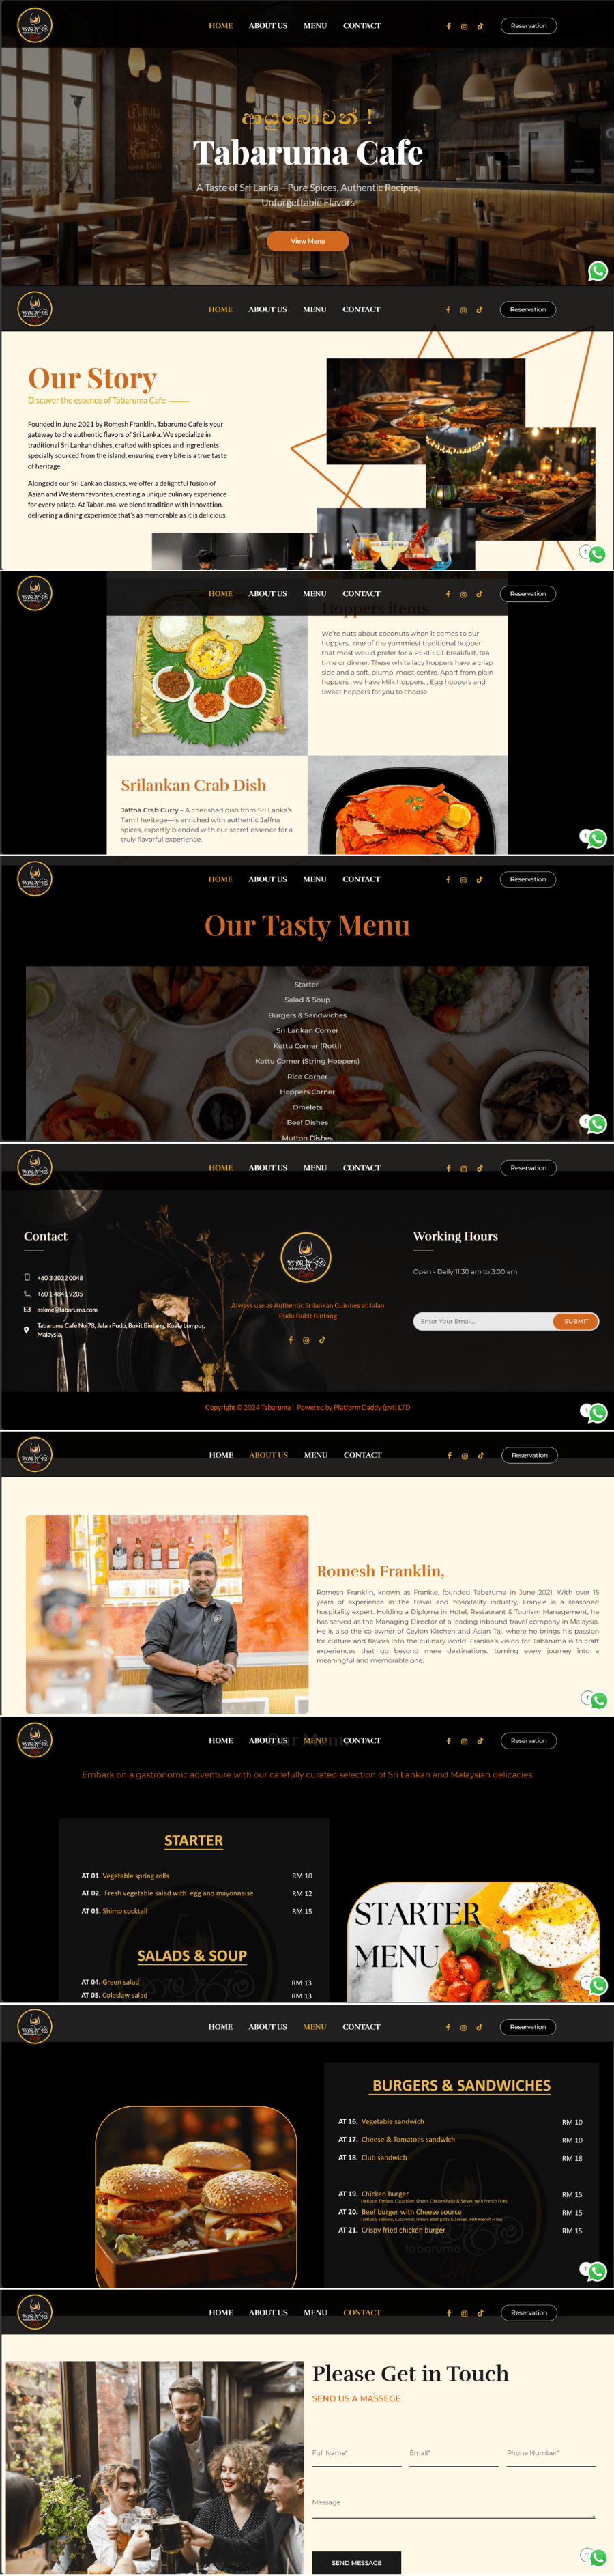 HOME ABOUT US MENU CONTACT Reservation
ආයුබෝවන් !
Tabaruma Cafe
A Taste of Sri Lanka – Pure Spices, Authentic Recipes,
Unforgettable Flavors
View Menu
HOME ABOUT US MENU CONTACT Reservation
Our Story
Discover the essence of Tabaruma Cafe
Founded in June 2021 by Romesh Franklin, Tabaruma Cafe is your
gateway to the authentic flavors of Sri Lanka. We specialize in
traditional Sri Lankan dishes, crafted with spices and ingredients
specially sourced from the island, ensuring every bite is a true taste
of heritage.
Alongside our Sri Lankan classics, we offer a delightful fusion of
Asian and Western favorites, creating a unique culinary experience
for every palate. At Tabaruma, we blend tradition with innovation,
delivering a dining experience that's as memorable as it is delicious
HOME ABOUT US MENU CONTACT Reservation
Hoppers items
We're nuts about coconuts when it comes to our
hoppers , one of the yummiest traditional hopper
that most would prefer for a PERFECT breakfast, tea
time or dinner. These white lacy hoppers have a crisp
side and a soft, plump, moist centre. Apart from plain
hoppers , we have Milk hoppers, , Egg hoppers and
Sweet hoppers for you to choose.
Srilankan Crab Dish
Jaffna Crab Curry – A cherished dish from Sri Lanka's
Tamil heritage—is enriched with authentic Jaffna
spices, expertly blended with our secret essence for a
truly flavorful experience.
HOME ABOUT US MENU CONTACT Reservation
Our Tasty Menu
Starter
Salad & Soup
Burgers & Sandwiches
Sri Lankan Corner
Kottu Corner (Rotti)
Kottu Corner (String Hoppers)
Rice Corner
Hoppers Corner
Omelets
Beef Dishes
Mutton Dishes
HOME ABOUT US MENU CONTACT Reservation
Contact
+60 3 2022 0048
+60 1 4841 9205
askme@tabaruma.com
Tabaruma Cafe No 78, Jalan Pudu, Bukit Bintang, Kuala Lumpur,
Malaysia.
Always use as Authentic Srilankan Cuisines at Jalan
Pudu Bukit Bintang
Working Hours
Open - Daily 11:30 am to 3:00 am
Enter Your Email... SUBMIT
Copyright © 2024 Tabaruma | Powered by Platform Daddy (pvt) LTD
HOME ABOUT US MENU CONTACT Reservation
Romesh Franklin,
Romesh Franklin, known as Frankie, founded Tabaruma in June 2021. With over 15
years of experience in the travel and hospitality industry, Frankie is a seasoned
hospitality expert. Holding a Diploma in Hotel, Restaurant & Tourism Management, he
has served as the Managing Director of a leading inbound travel company in Malaysia.
He is also the co-owner of Ceylon Kitchen and Asian Taj, where he brings his passion
for culture and flavors into the culinary world. Frankie's vision for Tabaruma is to craft
experiences that go beyond mere destinations, turning every journey into a
meaningful and memorable one.
HOME ABOUT US MENU CONTACT Reservation
Our Menu
Embark on a gastronomic adventure with our carefully curated selection of Sri Lankan and Malaysian delicacies.
STARTER
AT 01. Vegetable spring rolls RM 10
AT 02. Fresh vegetable salad with egg and mayonnaise RM 12
AT 03. Shimp cocktail RM 15
SALADS & SOUP
AT 04. Green salad RM 13
AT 05. Coleslaw salad RM 13
STARTER
MENU
HOME ABOUT US MENU CONTACT Reservation
BURGERS & SANDWICHES
AT 16. Vegetable sandwich RM 10
AT 17. Cheese & Tomatoes sandwich RM 10
AT 18. Club sandwich RM 18
AT 19. Chicken burger RM 15
(Lettuce, Tomato, Cucumber, Onion, Chicken Patty & Served with French Fries)
AT 20. Beef burger with Cheese source RM 15
AT 21. Crispy fried chicken burger RM 15
tabaruma
Cafe
HOME ABOUT US MENU CONTACT Reservation
Please Get in Touch
SEND US A MASSEGE
Full Name* Email* Phone Number*
Message
SEND MESSAGE